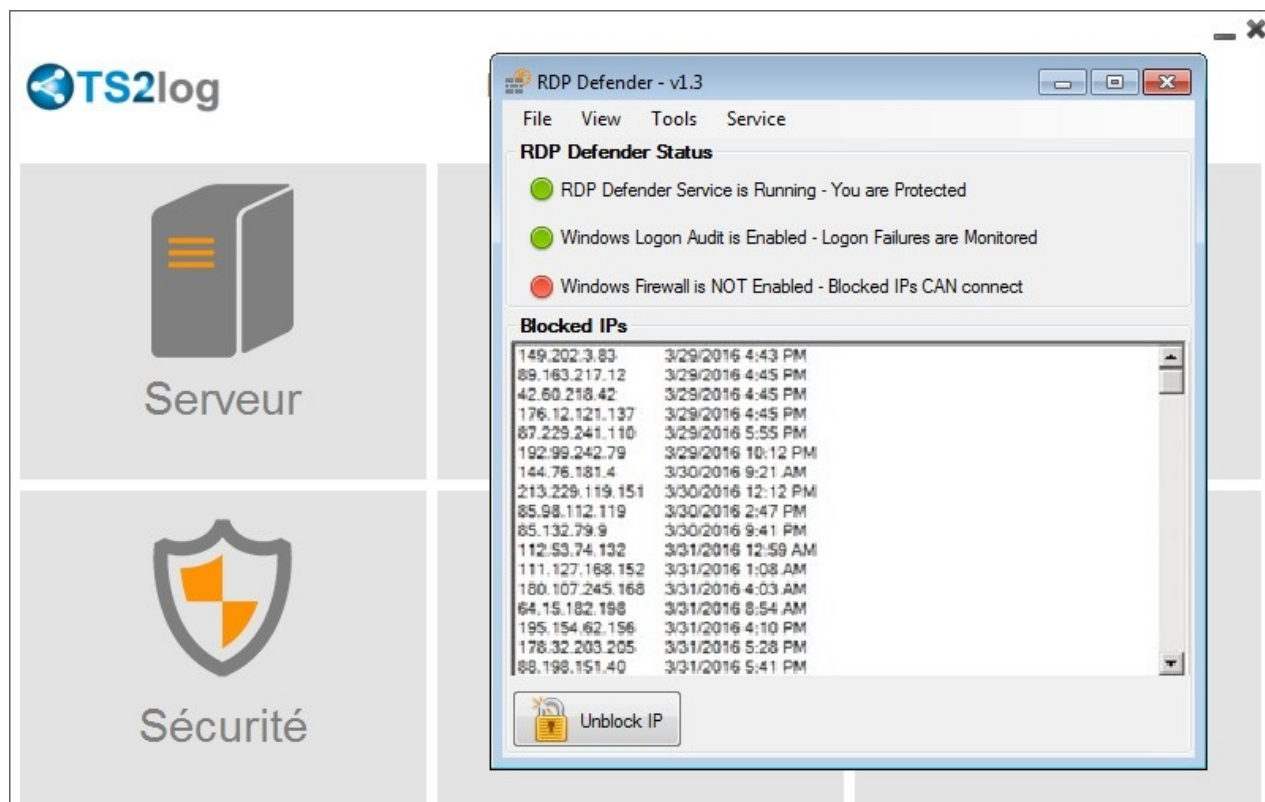 TS2log
RDP Defender - v1.3
File View Tools Service
RDP Defender Status
RDP Defender Service is Running - You are Protected
Windows Logon Audit is Enabled - Logon Failures are Monitored
Windows Firewall is NOT Enabled - Blocked IPs CAN connect
Blocked IPs
149.202.3.83 3/29/2016 4:43 PM
89.163.217.12 3/29/2016 4:45 PM
42.60.218.42 3/29/2016 4:45 PM
176.12.121.137 3/29/2016 4:45 PM
87.229.241.110 3/29/2016 5:55 PM
192.99.242.79 3/29/2016 10:12 PM
144.76.181.4 3/30/2016 9:21 AM
213.229.119.151 3/30/2016 12:12 PM
85.98.112.119 3/30/2016 2:47 PM
85.132.79.9 3/30/2016 9:41 PM
112.53.74.132 3/31/2016 12:59 AM
111.127.168.152 3/31/2016 1:08 AM
180.107.245.168 3/31/2016 4:03 AM
64.15.182.198 3/31/2016 8:54 AM
195.154.62.156 3/31/2016 4:10 PM
178.32.203.205 3/31/2016 5:28 PM
88.198.151.40 3/31/2016 5:41 PM
Unblock IP
Serveur
Sécurité